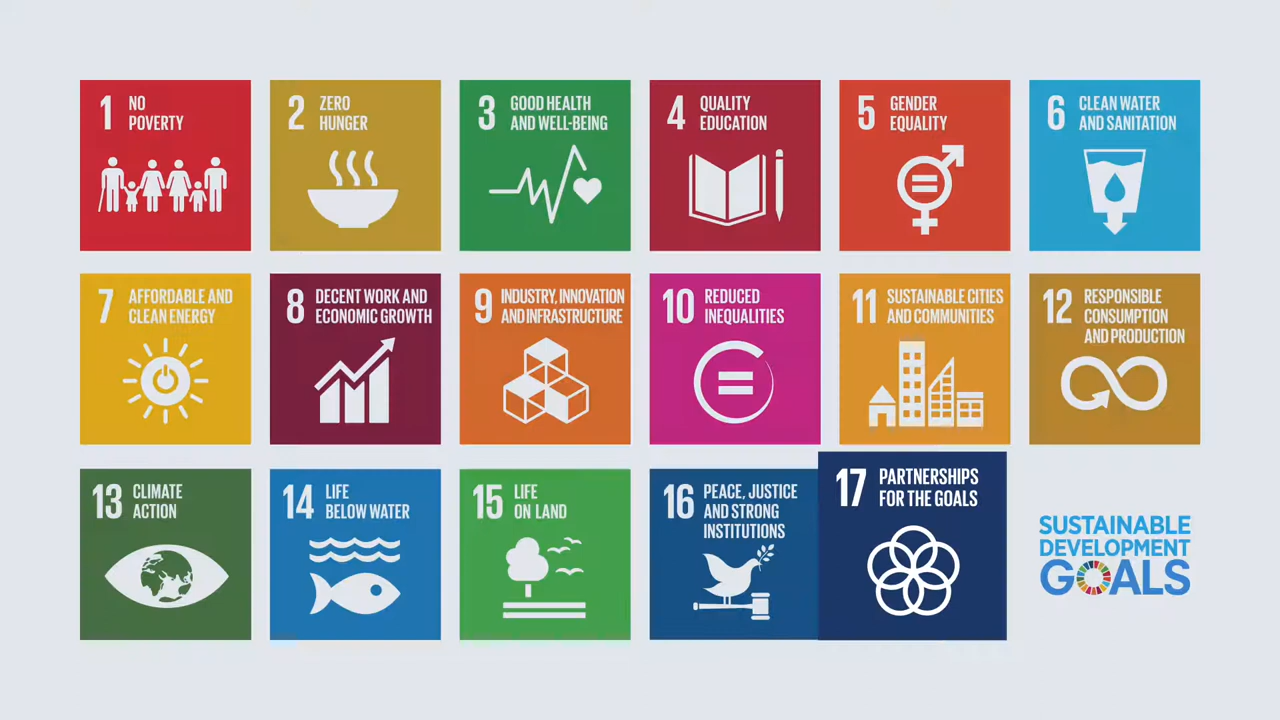 1 NO
POVERTY
2 ZERO
HUNGER
3 GOOD HEALTH
AND WELL-BEING
4 QUALITY
EDUCATION
5 GENDER
EQUALITY
6 CLEAN WATER
AND SANITATION
7 AFFORDABLE AND
CLEAN ENERGY
8 DECENT WORK AND
ECONOMIC GROWTH
9 INDUSTRY, INNOVATION
AND INFRASTRUCTURE
10 REDUCED
INEQUALITIES
11 SUSTAINABLE CITIES
AND COMMUNITIES
12 RESPONSIBLE
CONSUMPTION
AND PRODUCTION
13 CLIMATE
ACTION
14 LIFE
BELOW WATER
15 LIFE
ON LAND
16 PEACE, JUSTICE
AND STRONG
INSTITUTIONS
17 PARTNERSHIPS
FOR THE GOALS
SUSTAINABLE
DEVELOPMENT
GOALS